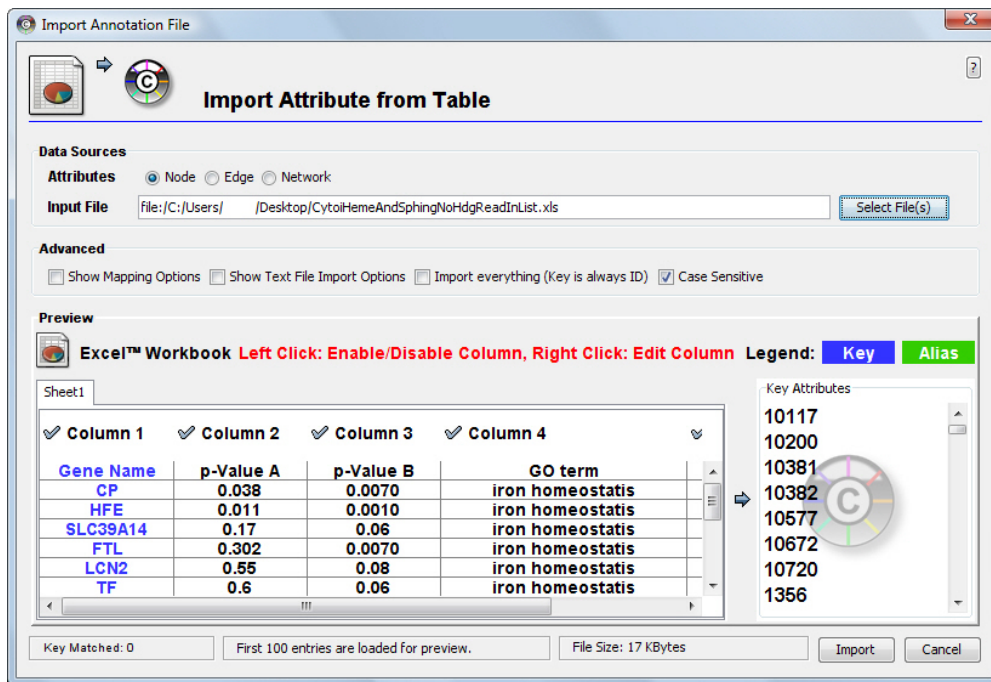 Import Annotation File
Import Attribute from Table
?
Data Sources
Attributes Node Edge Network
Input File file:/C:/Users/ /Desktop/CytoiHemeAndSphingNoHdgReadInList.xls Select File(s)
Advanced
Show Mapping Options Show Text File Import Options Import everything (Key is always ID) Case Sensitive
Preview
Excel™ Workbook Left Click: Enable/Disable Column, Right Click: Edit Column Legend: Key Alias
Sheet1
Column 1 Column 2 Column 3 Column 4
Gene Name p-Value A p-Value B GO term
CP 0.038 0.0070 iron homeostatis
HFE 0.011 0.0010 iron homeostatis
SLC39A14 0.17 0.06 iron homeostatis
FTL 0.302 0.0070 iron homeostatis
LCN2 0.55 0.08 iron homeostatis
TF 0.6 0.06 iron homeostatis
Key Attributes
10117
10200
10381
10382
10577
10672
10720
1356
Key Matched: 0 First 100 entries are loaded for preview. File Size: 17 KBytes Import Cancel